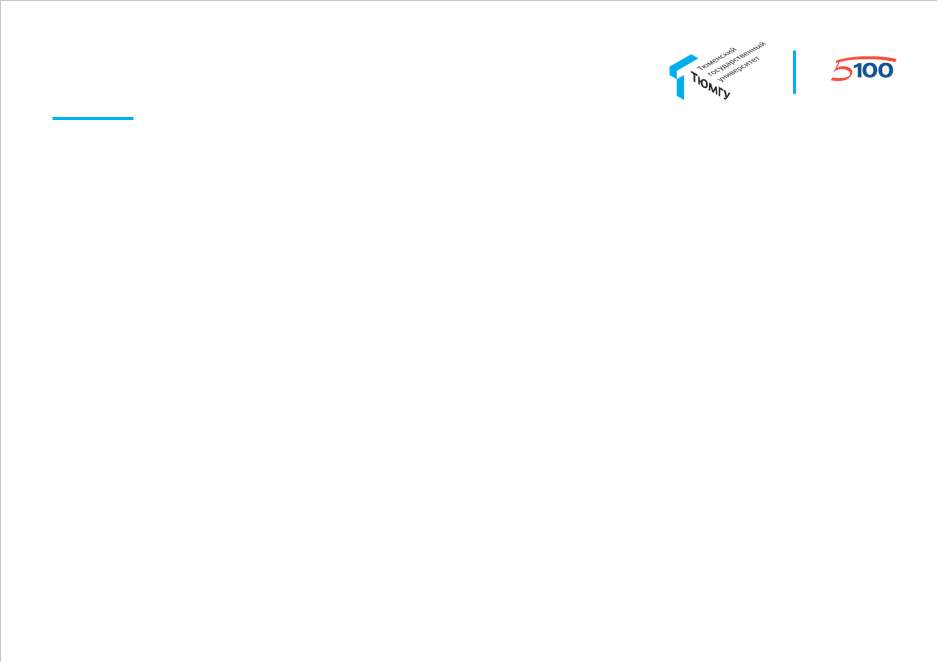 Тюменский
государственный
университет
ТЮМГУ
5100